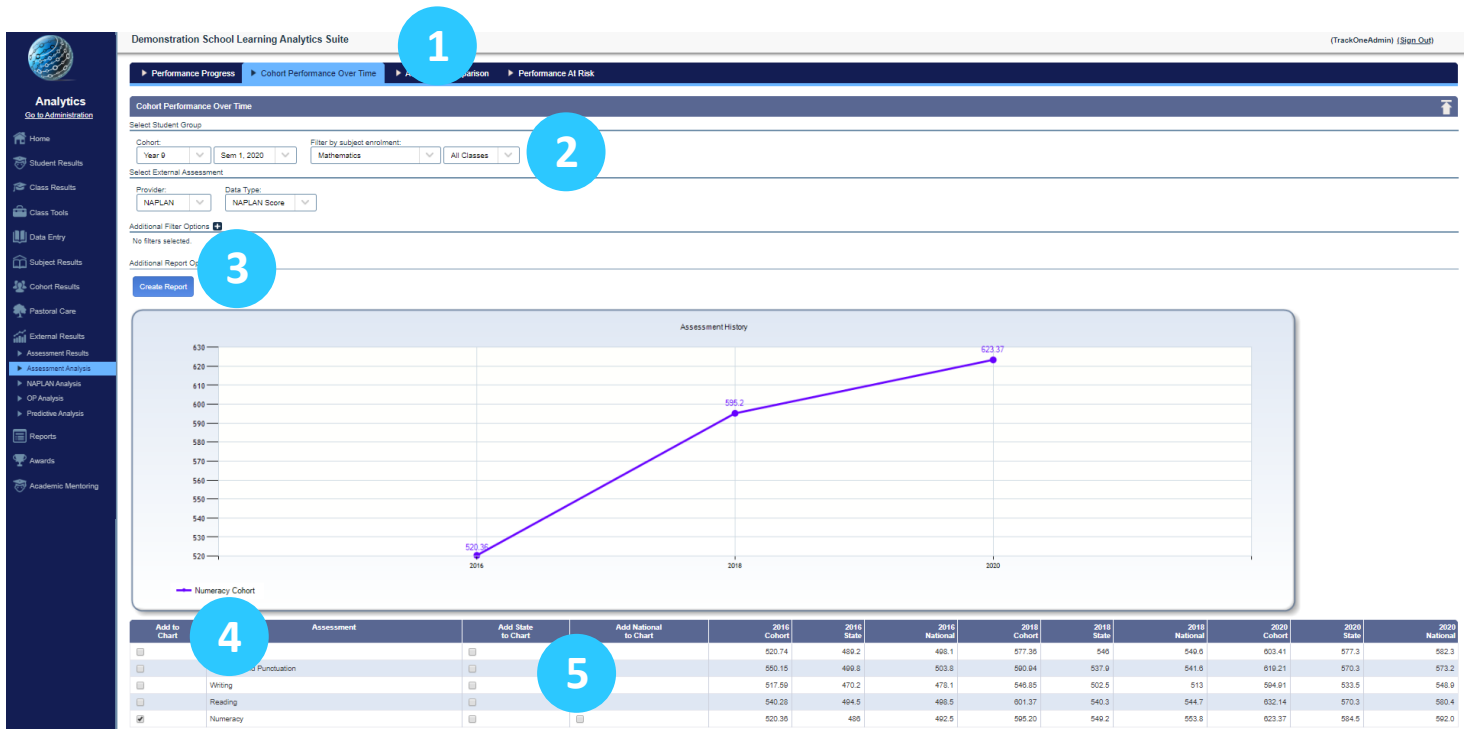 Demonstration School Learning Analytics Suite
1
(TrackOneAdmin) (Sign Out)
Performance Progress
Cohort Performance Over Time
Performance At Risk
Analytics
Go to Administration
Home
Student Results
Class Results
Class Tools
Data Entry
Subject Results
Cohort Results
Pastoral Care
External Results
Assessment Results
Assessment Analysis
NAPLAN Analysis
OP Analysis
Predictive Analysis
Reports
Awards
Academic Mentoring
Cohort Performance Over Time
Select Student Group
Cohort: Filter by subject enrolment:
Year 9 Sem 1, 2020 Mathematics All Classes
2
Select External Assessment
Provider: Data Type:
NAPLAN NAPLAN Score
Additional Filter Options
No filters selected.
Additional Report
3
Create Report
Assessment History
630
620
610
600
590
580
570
560
550
540
530
520
520.36
595.2
623.37
2016 2018 2020
Numeracy Cohort
Add to Chart Assessment Add State to Chart Add National to Chart 2016 Cohort 2016 State 2016 National 2018 Cohort 2018 State 2018 National 2020 Cohort 2020 State 2020 National
4
520.74 489.2 498.1 577.36 546 549.6 603.41 577.3 582.3
Punctuation 550.15 499.8 503.8 590.94 537.9 541.6 619.21 570.3 573.2
5
Writing 517.59 470.2 478.1 546.85 502.5 513 594.91 533.5 548.9
Reading 540.28 494.5 498.5 601.37 540.3 544.7 632.14 570.3 580.4
Numeracy 520.36 486 492.5 595.20 549.2 553.8 623.37 584.5 592.0